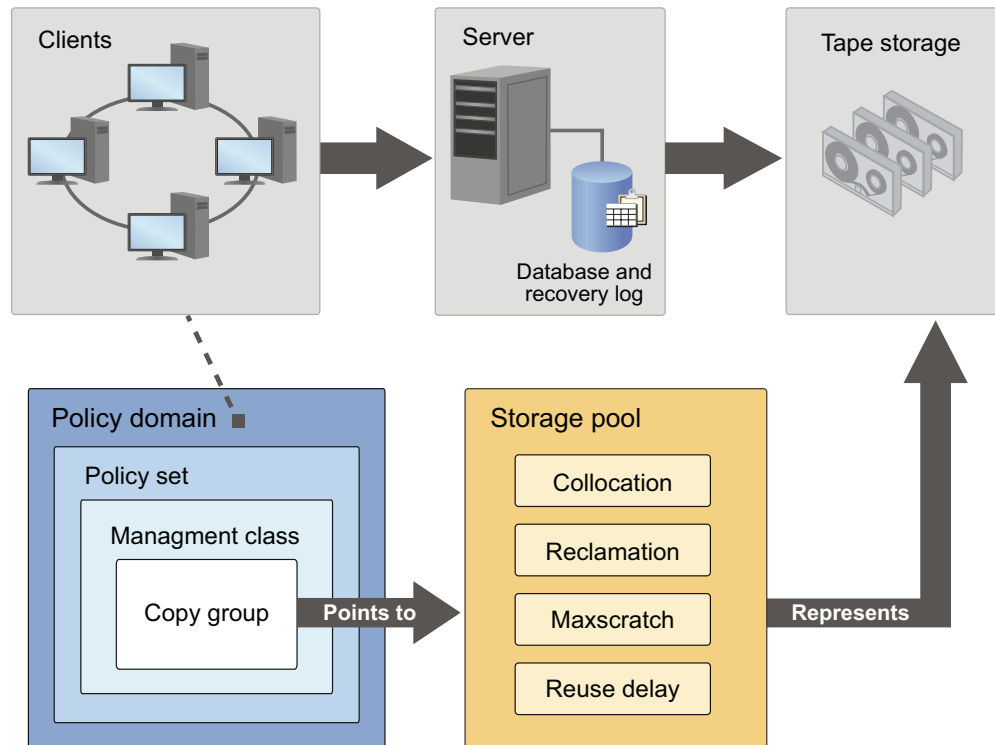 Clients
Server
Tape storage
Database and
recovery log
Policy domain
Policy set
Managment class
Copy group
Points to
Storage pool
Collocation
Reclamation
Maxscratch
Reuse delay
Represents